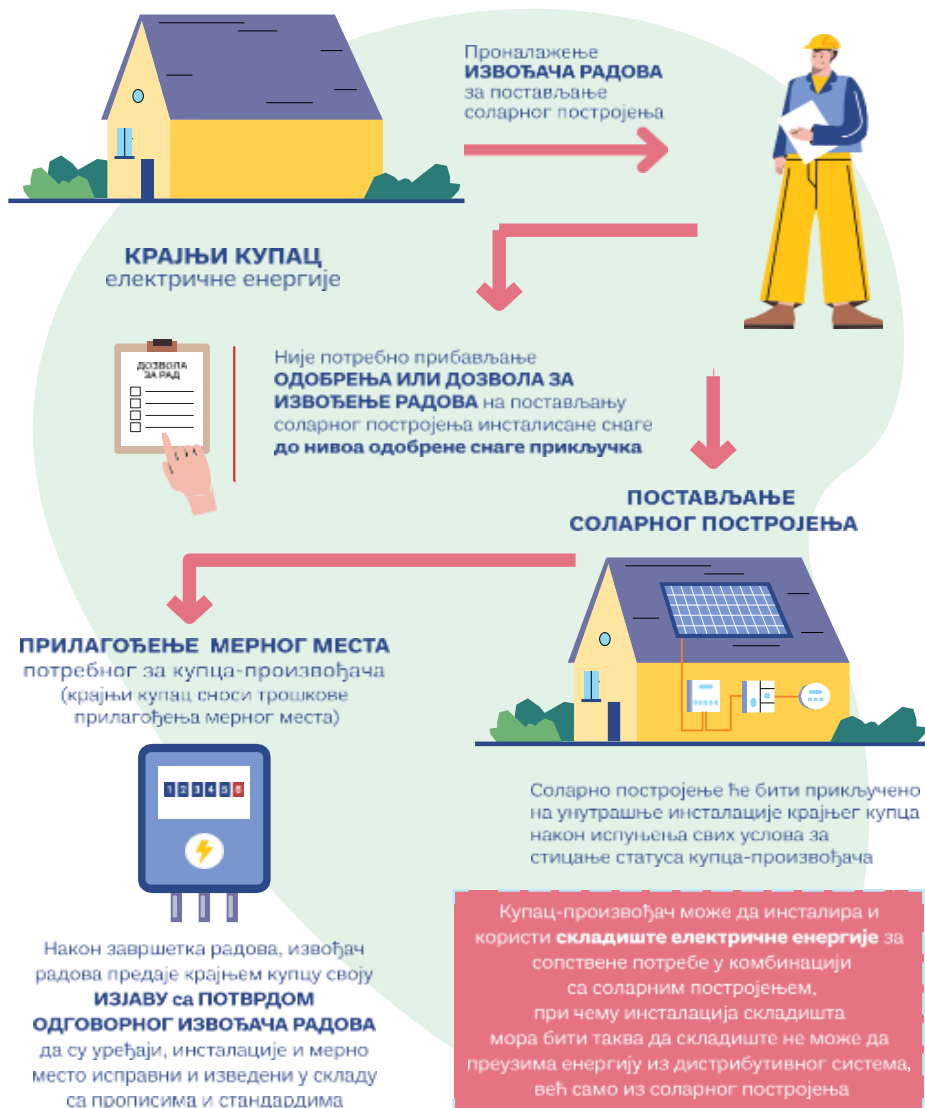 Проналажење
ИЗВОЂАЧА РАДОВА
за постављање
соларног постројења
КРАЈЊИ КУПАЦ
електричне енергије
ДОЗВОЛА
ЗА РАД
Није потребно прибављање
ОДОБРЕЊА ИЛИ ДОЗВОЛА ЗА
ИЗВОЂЕЊЕ РАДОВА на постављању
соларног постројења инсталисане снаге
до нивоа одобрене снаге прикључка
ПОСТАВЉАЊЕ
СОЛАРНОГ ПОСТРОЈЕЊА
ПРИЛАГОЂЕЊЕ МЕРНОГ МЕСТА
потребног за купца-произвођача
(крајњи купац сноси трошкове
прилагођења мерног места)
1 2 3 4 5 6
Соларно постројење ће бити прикључено
на унутрашње инсталације крајњег купца
након испуњења свих услова за
стицање статуса купца-произвођача
Након завршетка радова, извођач
радова предаје крајњем купцу своју
ИЗЈАВУ са ПОТВРДОМ
ОДГОВОРНОГ ИЗВОЂАЧА РАДОВА
да су уређаји, инсталације и мерно
место исправни и изведени у складу
са прописима и стандардима
Купац-произвођач може да инсталира и
користи складиште електричне енергије за
сопствене потребе у комбинацији
са соларним постројењем,
при чему инсталација складишта
мора бити таква да складиште не може да
преузима енергију из дистрибутивног система,
већ само из соларног постројења